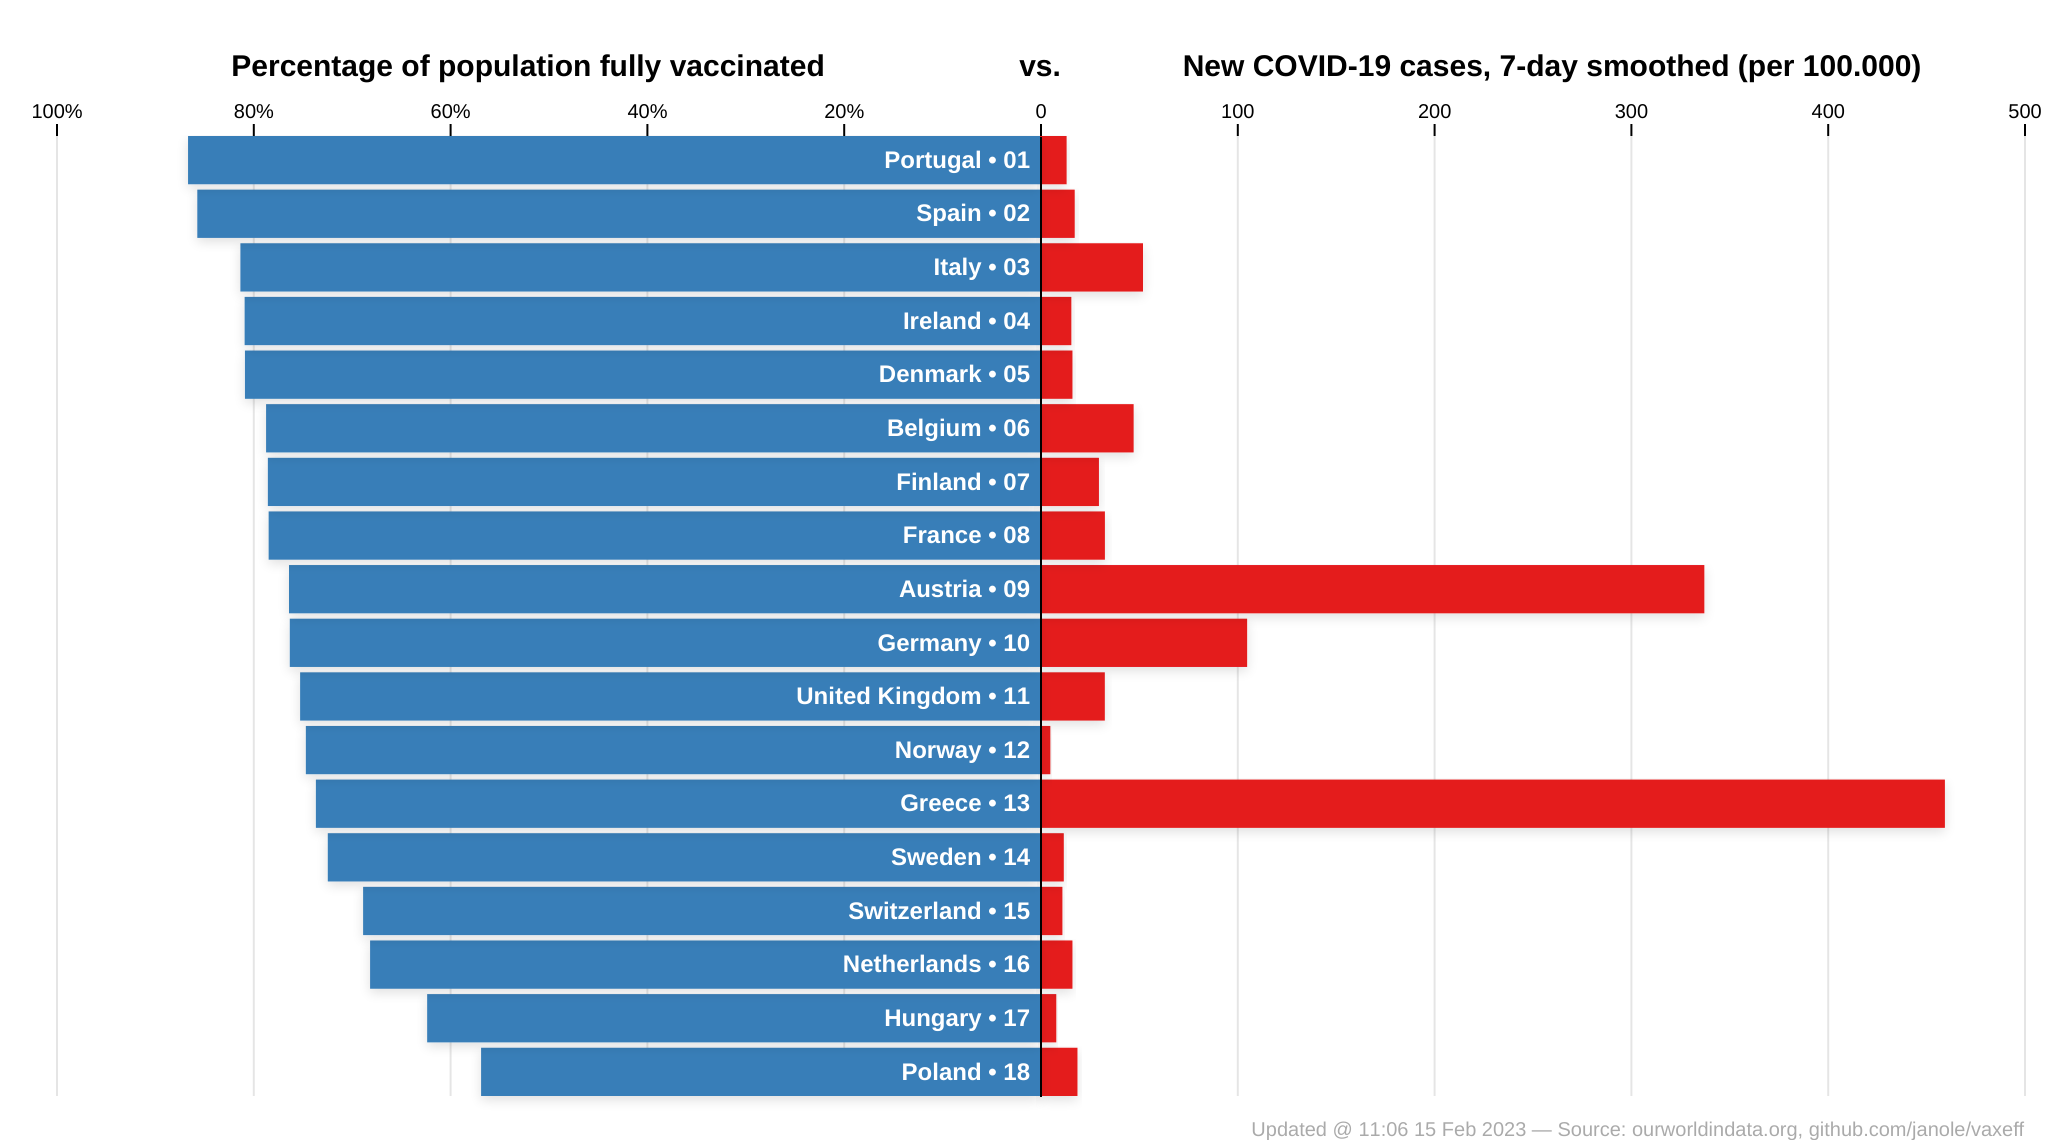 Percentage of population fully vaccinated vs. New COVID-19 cases, 7-day smoothed (per 100.000)
100% 80% 60% 40% 20% 0 100 200 300 400 500
Portugal • 01
Spain • 02
Italy • 03
Ireland • 04
Denmark • 05
Belgium • 06
Finland • 07
France • 08
Austria • 09
Germany • 10
United Kingdom • 11
Norway • 12
Greece • 13
Sweden • 14
Switzerland • 15
Netherlands • 16
Hungary • 17
Poland • 18
Updated @ 11:06 15 Feb 2023 — Source: ourworldindata.org, github.com/janole/vaxeff